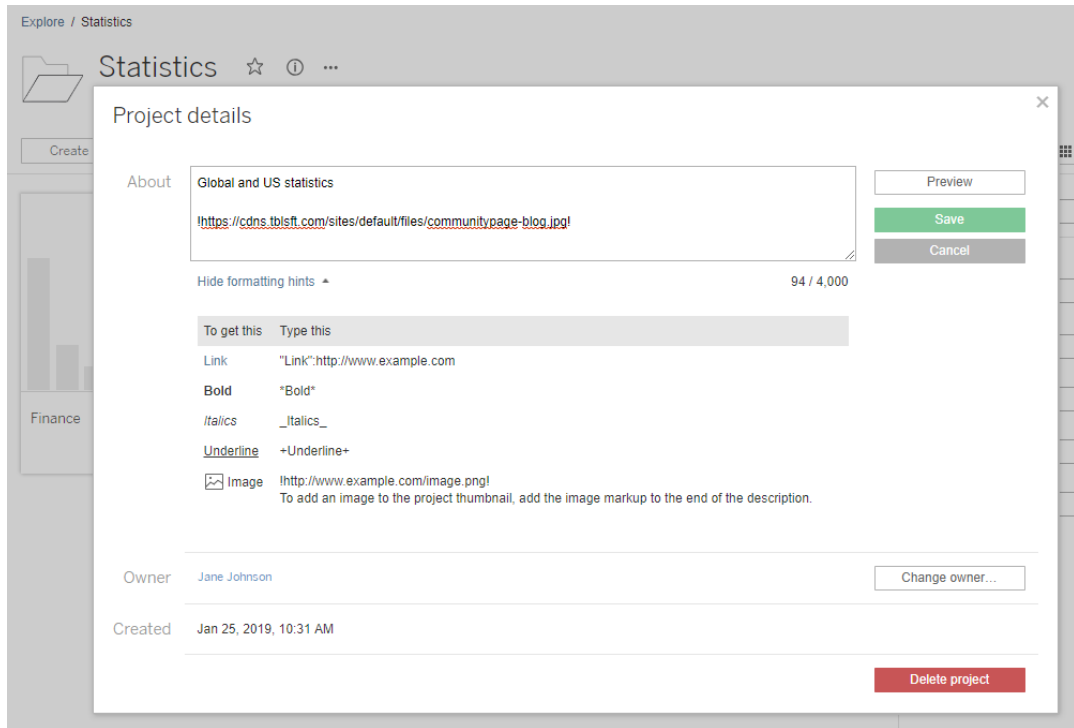 Explore / Statistics
Statistics
Project details
Create
About
Global and US statistics
!https://cdns.tblsft.com/sites/default/files/communitypage-blog.jpg!
Preview
Save
Cancel
Hide formatting hints
94 / 4,000
To get this Type this
Link "Link":http://www.example.com
Bold *Bold*
Italics _Italics_
Underline +Underline+
Image !http://www.example.com/image.png!
To add an image to the project thumbnail, add the image markup to the end of the description.
Finance
Owner Jane Johnson Change owner...
Created Jan 25, 2019, 10:31 AM
Delete project